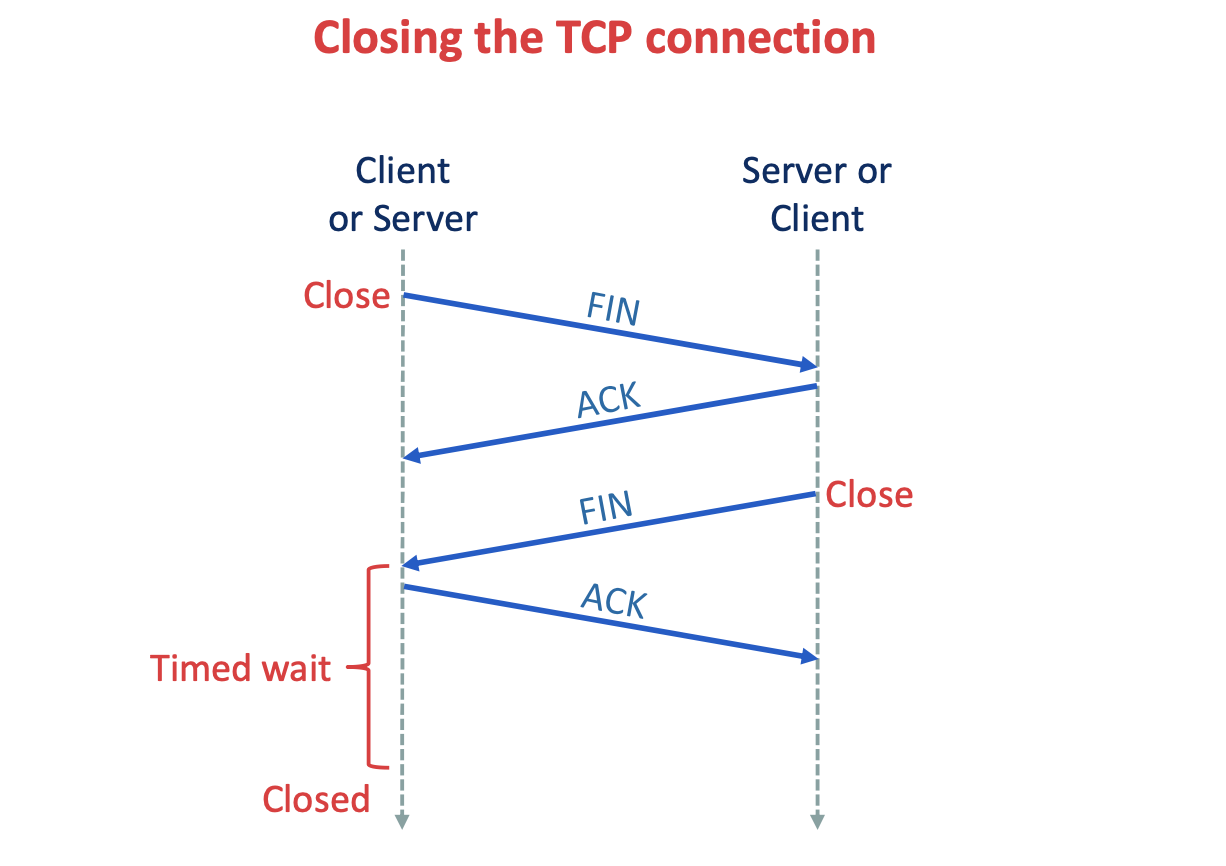 Closing the TCP connection
Client
or Server
Server or
Client
Close
FIN
ACK
FIN
Close
ACK
Timed wait
Closed